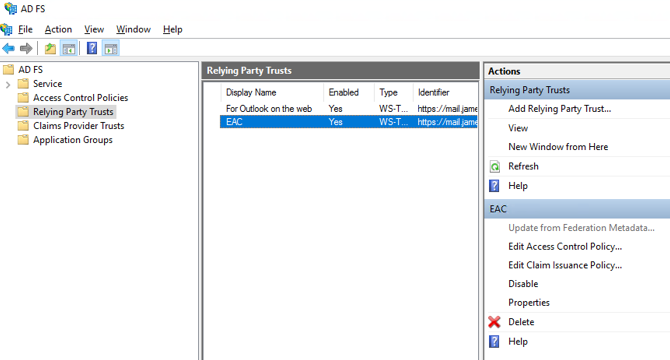 AD FS
File Action View Window Help
AD FS
Service
Access Control Policies
Relying Party Trusts
Claims Provider Trusts
Application Groups
Relying Party Trusts
Display Name Enabled Type Identifier
For Outlook on the web Yes WS-T... https://mail.jame
EAC Yes WS-T... https://mail.jame
Actions
Relying Party Trusts
Add Relying Party Trust...
View
New Window from Here
Refresh
Help
EAC
Update from Federation Metadata...
Edit Access Control Policy...
Edit Claim Issuance Policy...
Disable
Properties
Delete
Help